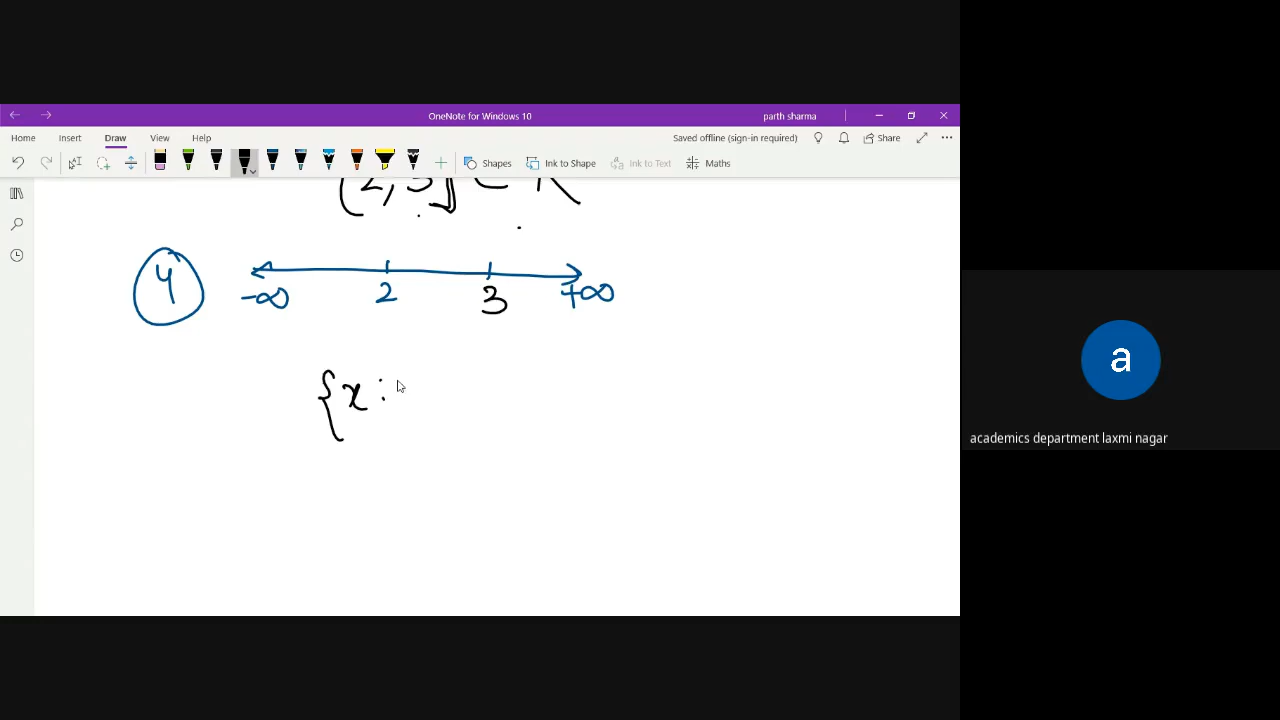 OneNote for Windows 10
parth sharma
Home Insert Draw View Help
Saved offline (sign-in required)
Share
Shapes
Ink to Shape
Ink to Text
Maths
4
-∞ 2 3 +∞
{x :
a
academics department laxmi nagar